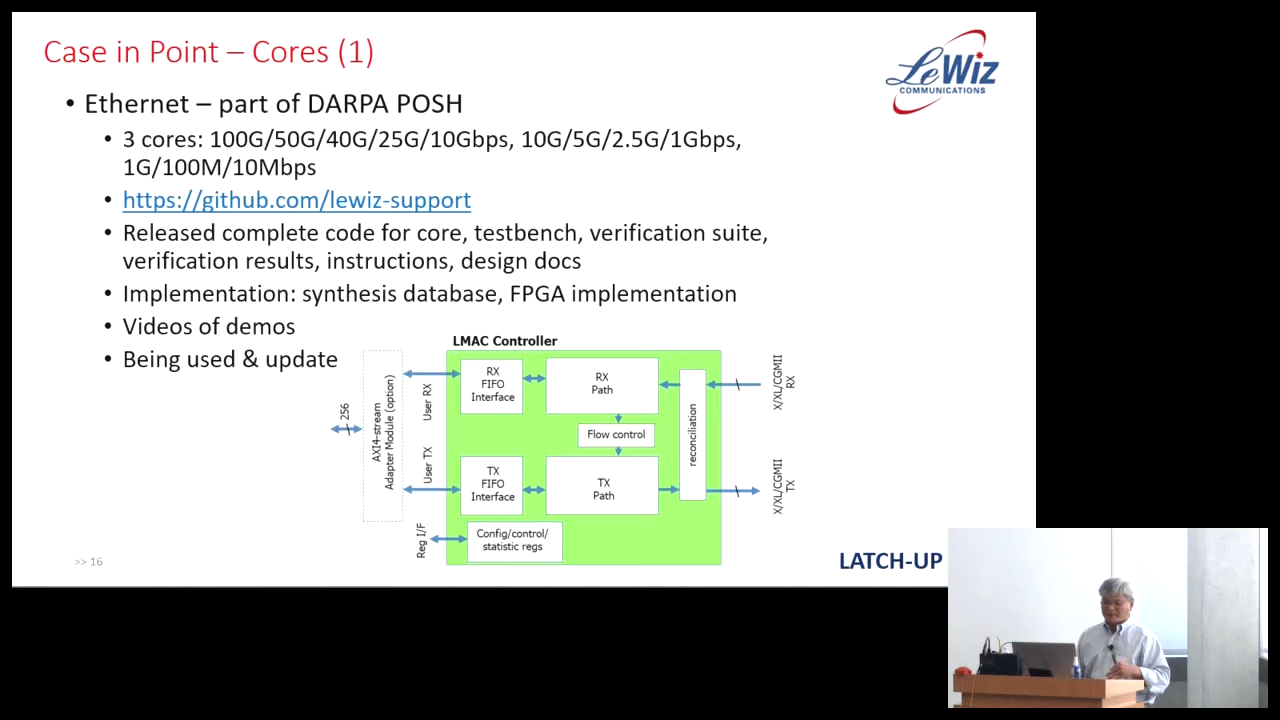 Case in Point – Cores (1)
LeWiz
COMMUNICATIONS
• Ethernet – part of DARPA POSH
• 3 cores: 100G/50G/40G/25G/10Gbps, 10G/5G/2.5G/1Gbps,
1G/100M/10Mbps
• https://github.com/lewiz-support
• Released complete code for core, testbench, verification suite,
verification results, instructions, design docs
• Implementation: synthesis database, FPGA implementation
• Videos of demos
• Being used & update
LMAC Controller
256
AXI4-stream
Adapter Module (option)
User RX
RX
FIFO
Interface
RX
Path
X/XL/CGMII
RX
Flow control
reconciliation
User TX
TX
FIFO
Interface
TX
Path
X/XL/CGMII
TX
Reg I/F
Config/control/
statistic regs
>> 16
LATCH-UP